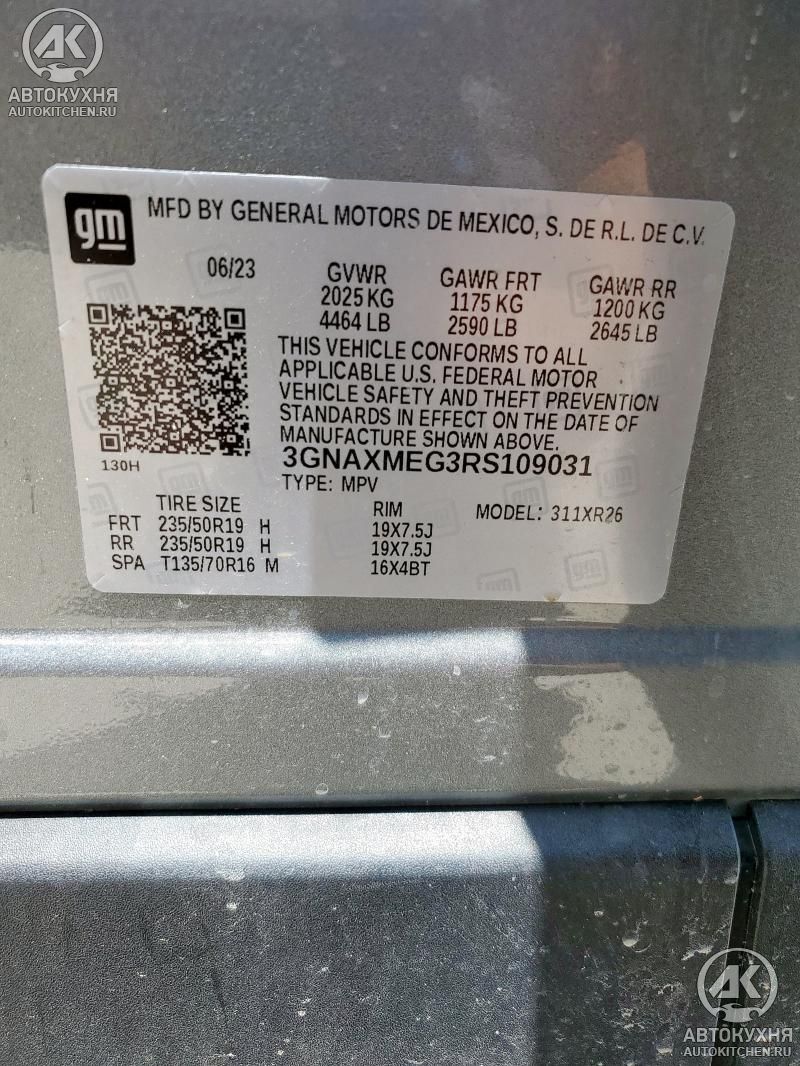 AK
АВТОКУХНЯ
AUTOKITCHEN.RU
gm
MFD BY GENERAL MOTORS DE MEXICO, S. DE R.L. DE C.V.
06/23 GVWR GAWR FRT GAWR RR
2025 KG 1175 KG 1200 KG
4464 LB 2590 LB 2645 LB
THIS VEHICLE CONFORMS TO ALL
APPLICABLE U.S. FEDERAL MOTOR
VEHICLE SAFETY AND THEFT PREVENTION
STANDARDS IN EFFECT ON THE DATE OF
MANUFACTURE SHOWN ABOVE.
130H
3GNAXMEG3RS109031
TYPE: MPV
TIRE SIZE RIM MODEL: 311XR26
FRT 235/50R19 H 19X7.5J
RR 235/50R19 H 19X7.5J
SPA T135/70R16 M 16X4BT
AK
АВТОКУХНЯ
AUTOKITCHEN.RU